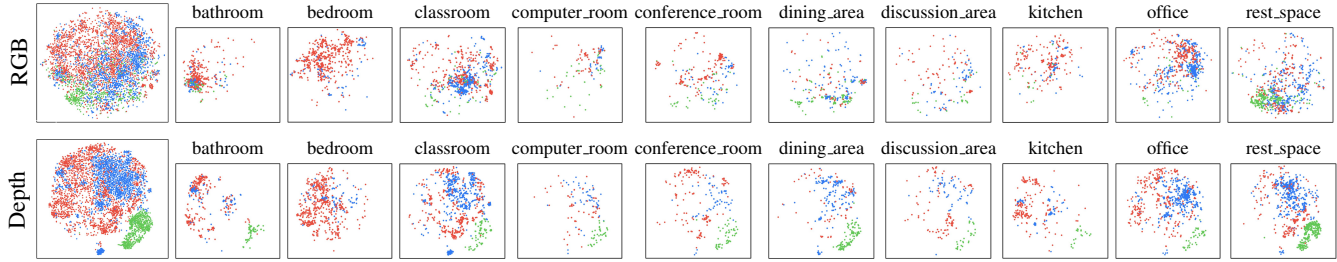 RGB
bathroom bedroom classroom computer_room conference_room dining_area discussion_area kitchen office rest_space
Depth
bathroom bedroom classroom computer_room conference_room dining_area discussion_area kitchen office rest_space